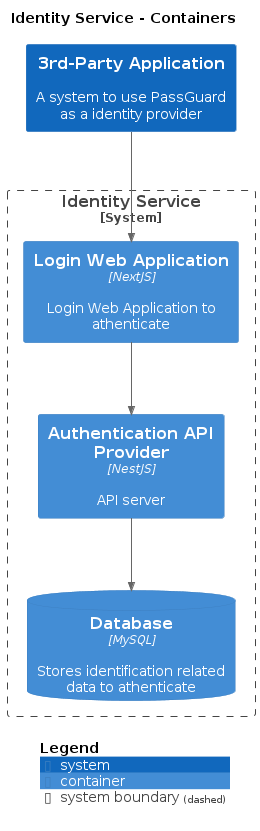 Identity Service - Containers
3rd-Party Application
A system to use PassGuard
as a identity provider
Identity Service
[System]
Login Web Application
[NextJS]
Login Web Application to
athenticate
Authentication API
Provider
[NestJS]
API server
Database
[MySQL]
Stores identification related
data to athenticate
Legend
system
container
system boundary (dashed)